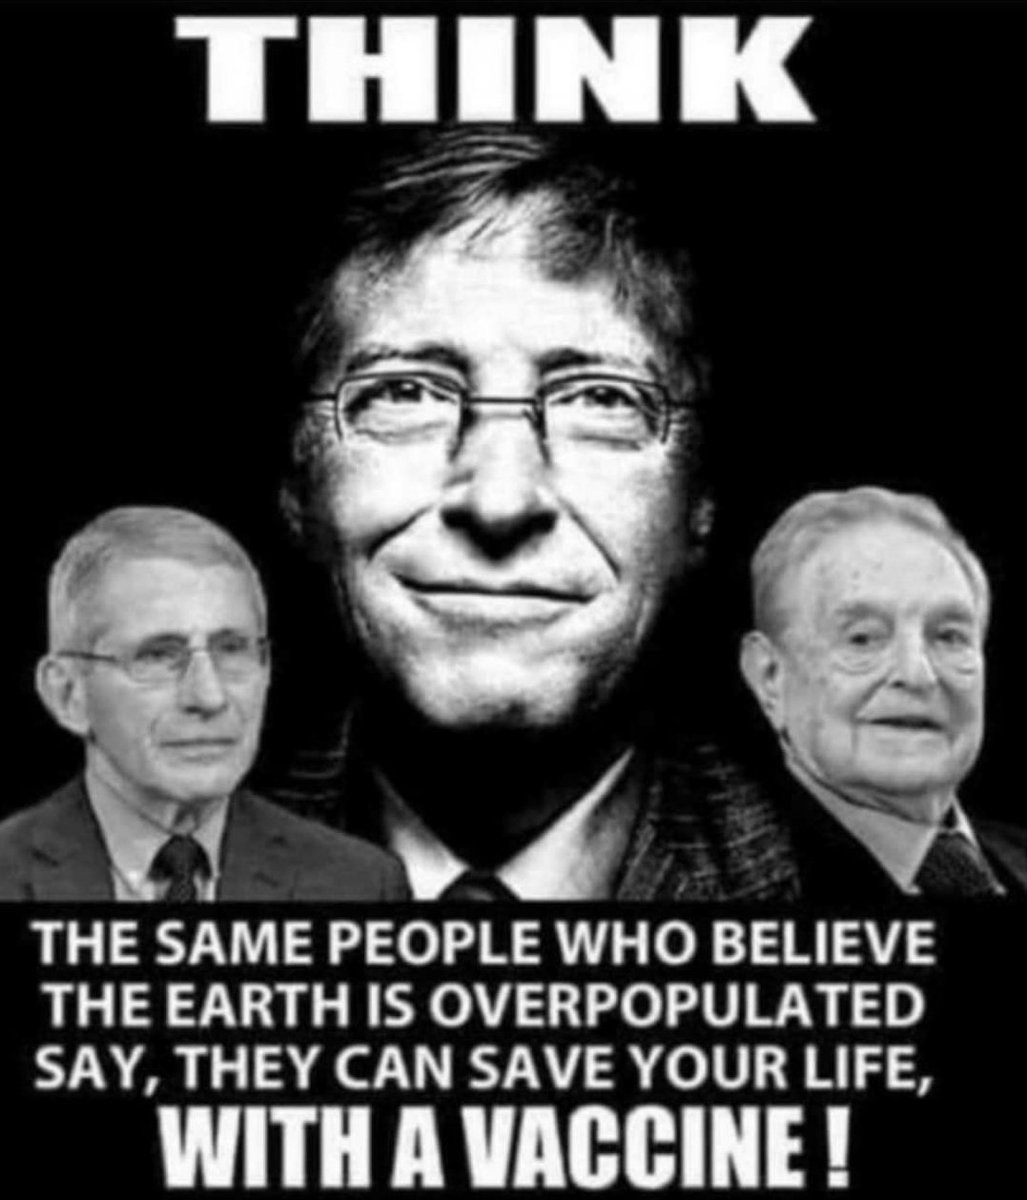 THINK
THE SAME PEOPLE WHO BELIEVE
THE EARTH IS OVERPOPULATED
SAY, THEY CAN SAVE YOUR LIFE,
WITH A VACCINE !